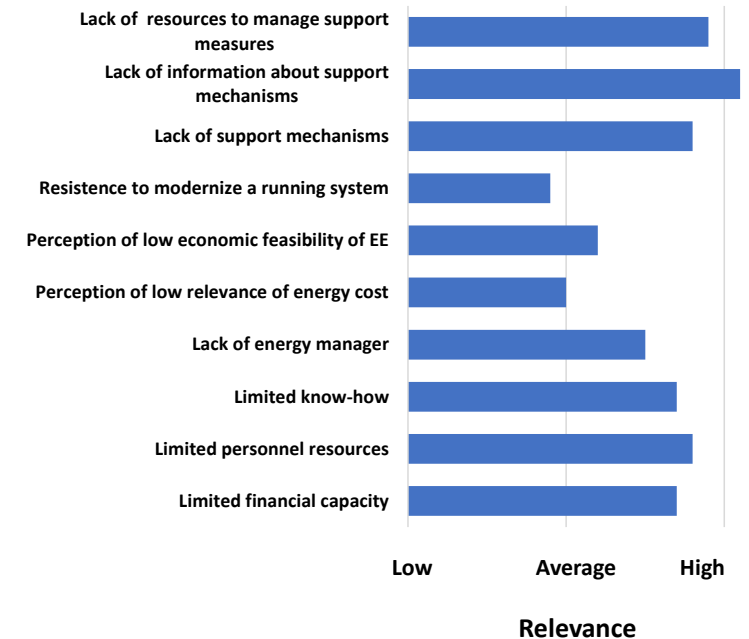 Lack of  resources to manage support
measures
Lack of information about support
mechanisms
Lack of support mechanisms
Resistence to modernize a running system
Perception of low economic feasibility of EE
Perception of low relevance of energy cost
Lack of energy manager
Limited know-how
Limited personnel resources
Limited financial capacity
Low Average High
Relevance